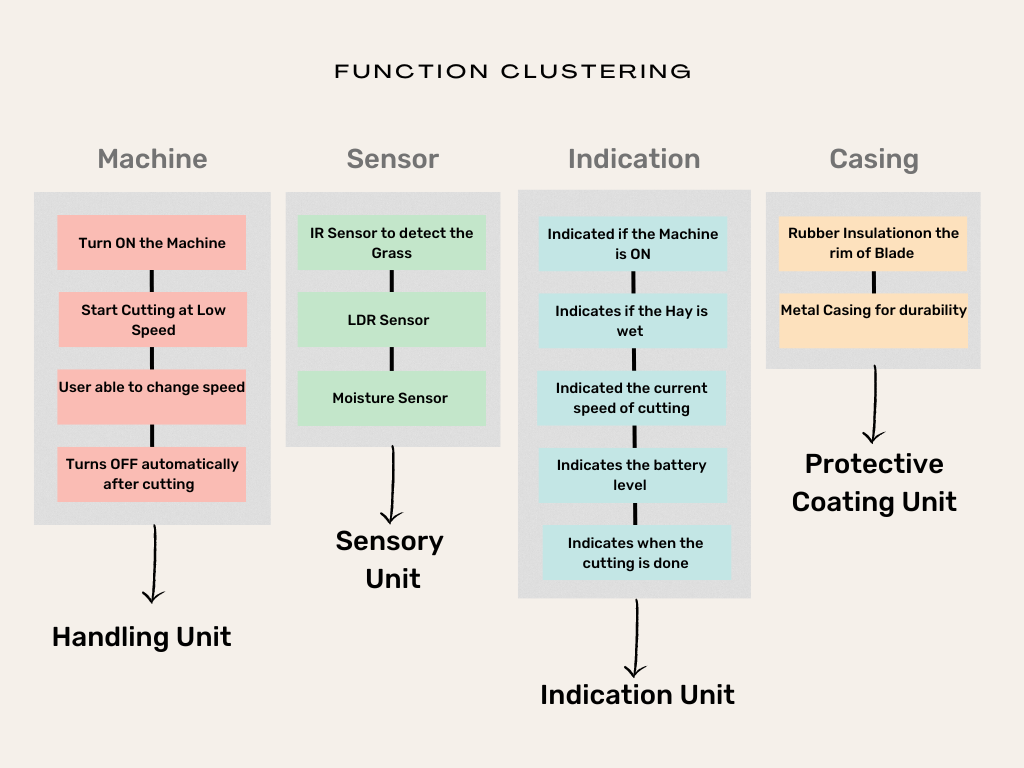 FUNCTION CLUSTERING
Machine
Turn ON the Machine
Start Cutting at Low
Speed
User able to change speed
Turns OFF automatically
after cutting
Handling Unit
Sensor
IR Sensor to detect the
Grass
LDR Sensor
Moisture Sensor
Sensory
Unit
Indication
Indicated if the Machine
is ON
Indicates if the Hay is
wet
Indicated the current
speed of cutting
Indicates the battery
level
Indicates when the
cutting is done
Indication Unit
Casing
Rubber Insulationon the
rim of Blade
Metal Casing for durability
Protective
Coating Unit